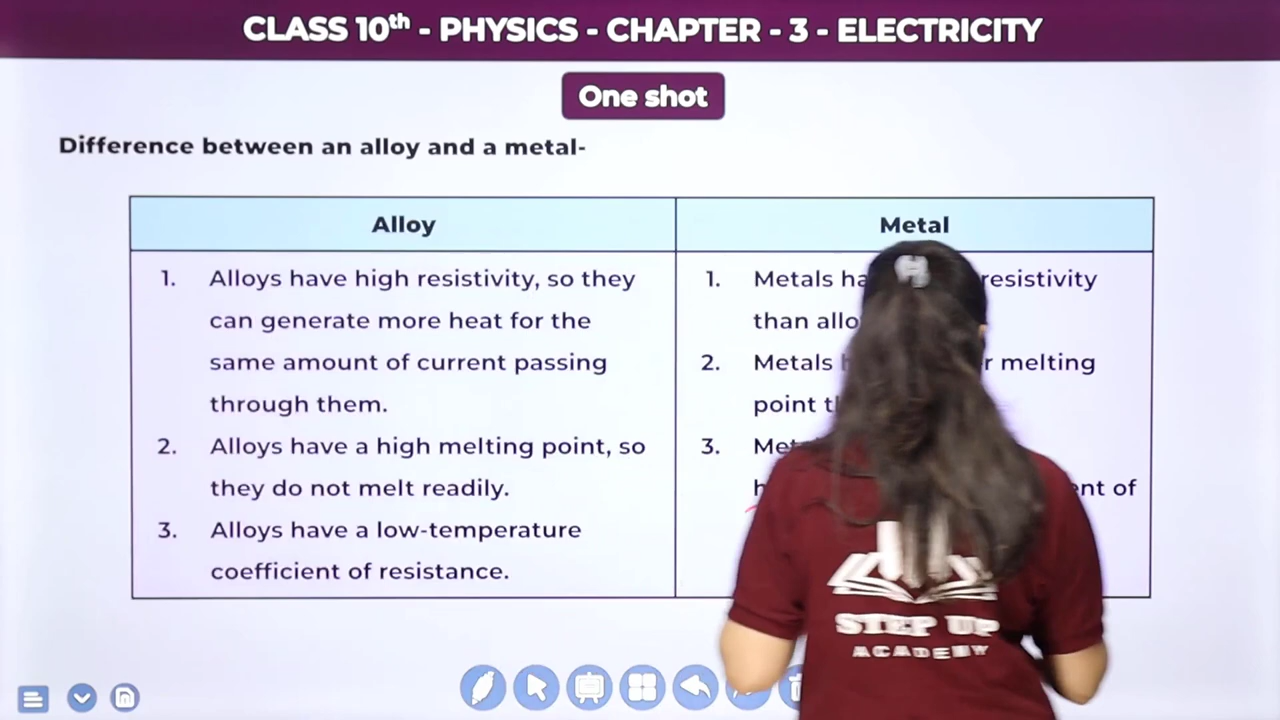 CLASS 10th - PHYSICS - CHAPTER - 3 - ELECTRICITY
One shot
Difference between an alloy and a metal-
Alloy
1. Alloys have high resistivity, so they
can generate more heat for the
same amount of current passing
through them.
2. Alloys have a high melting point, so
they do not melt readily.
3. Alloys have a low-temperature
coefficient of resistance.
Metal
1. Metals resistivity
than
2. Metals melting
point
3.
of
STEP UP
ACADEMY